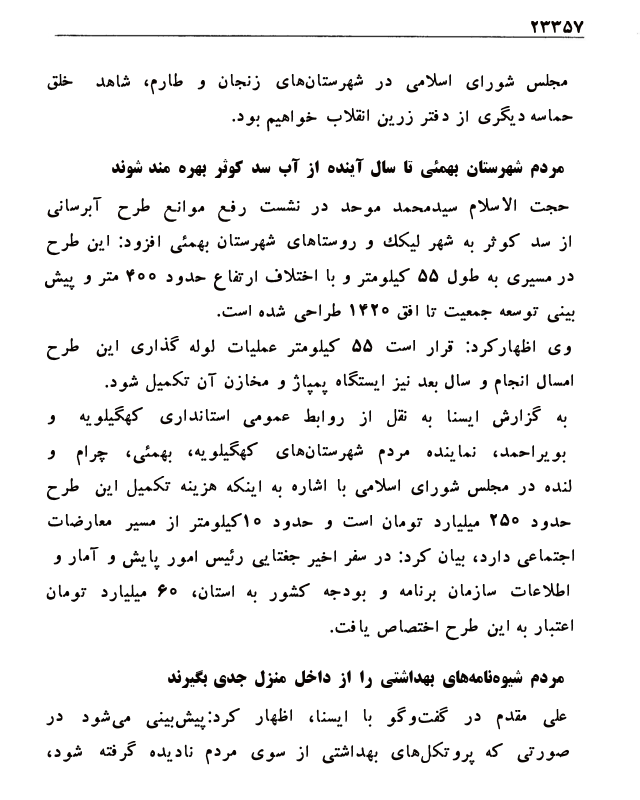 ۲۳۳۵۷
مجلس شورای اسلامی در شهرستان‌های زنجان و طارم، شاهد خلق
حماسه دیگری از دفتر زرین انقلاب خواهیم بود.
مردم شهرستان بهمئی تا سال آینده از آب سد کوثر بهره مند شوند
حجت الاسلام سیدمحمد موحد در نشست رفع موانع طرح آبرسانی
از سد کوثر به شهر لیکک و روستاهای شهرستان بهمئی افزود: این طرح
در مسیری به طول ۵۵ کیلومتر و با اختلاف ارتفاع حدود ۴۰۰ متر و پیش
بینی توسعه جمعیت تا افق ۱۴۲۰ طراحی شده است.
وی اظهارکرد: قرار است ۵۵ کیلومتر عملیات لوله گذاری این طرح
امسال انجام و سال بعد نیز ایستگاه پمپاژ و مخازن آن تکمیل شود.
به گزارش ایسنا به نقل از روابط عمومی استانداری کهگیلویه و
بویراحمد، نماینده مردم شهرستان‌های کهگیلویه، بهمئی، چرام و
لنده در مجلس شورای اسلامی با اشاره به اینکه هزینه تکمیل این طرح
حدود ۲۵۰ میلیارد تومان است و حدود ۱۰کیلومتر از مسیر معارضات
اجتماعی دارد، بیان کرد: در سفر اخیر جغتایی رئیس امور پایش و آمار و
اطلاعات سازمان برنامه و بودجه کشور به استان، ۶۰ میلیارد تومان
اعتبار به این طرح اختصاص یافت.
مردم شیوه‌نامه‌های بهداشتی را از داخل منزل جدی بگیرند
علی مقدم در گفت‌وگو با ایسنا، اظهار کرد:پیش‌بینی می‌شود در
صورتی که پروتکل‌های بهداشتی از سوی مردم نادیده گرفته شود،